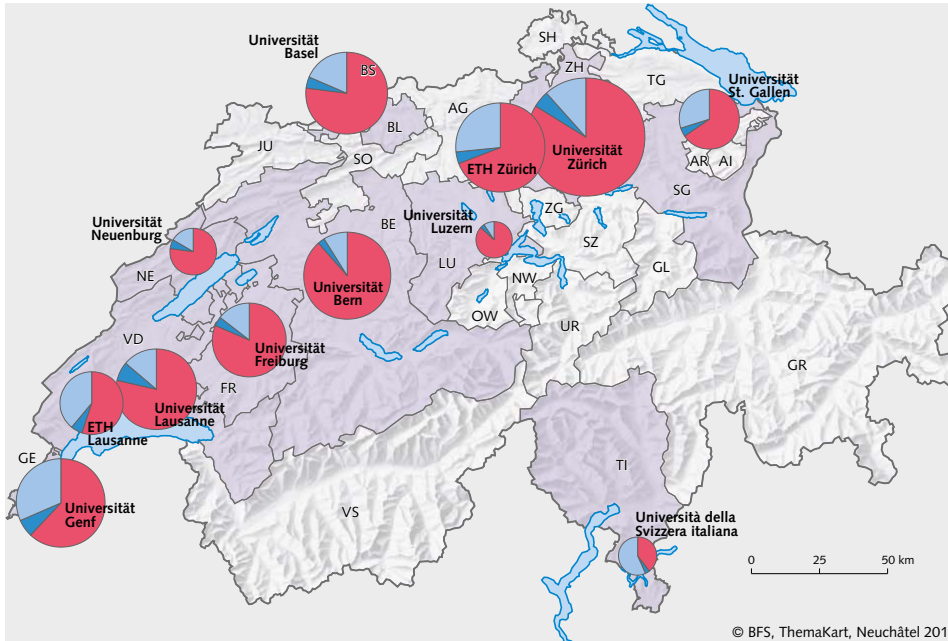 SH
Universität
Basel
BS
ZH
TG
Universität
St. Gallen
AG
BL
JU
SO
ETH Zürich
Universität
Zürich
AR
AI
SG
Universität
Neuenburg
BE
Universität
Luzern
ZG
SZ
NE
LU
NW
GL
Universität
Bern
OW
UR
VD
Universität
Freiburg
GR
FR
ETH
Lausanne
Universität
Lausanne
GE
TI
Universität
Genf
VS
Università della
Svizzera italiana
0 25 50 km
© BFS, ThemaKart, Neuchâtel 201